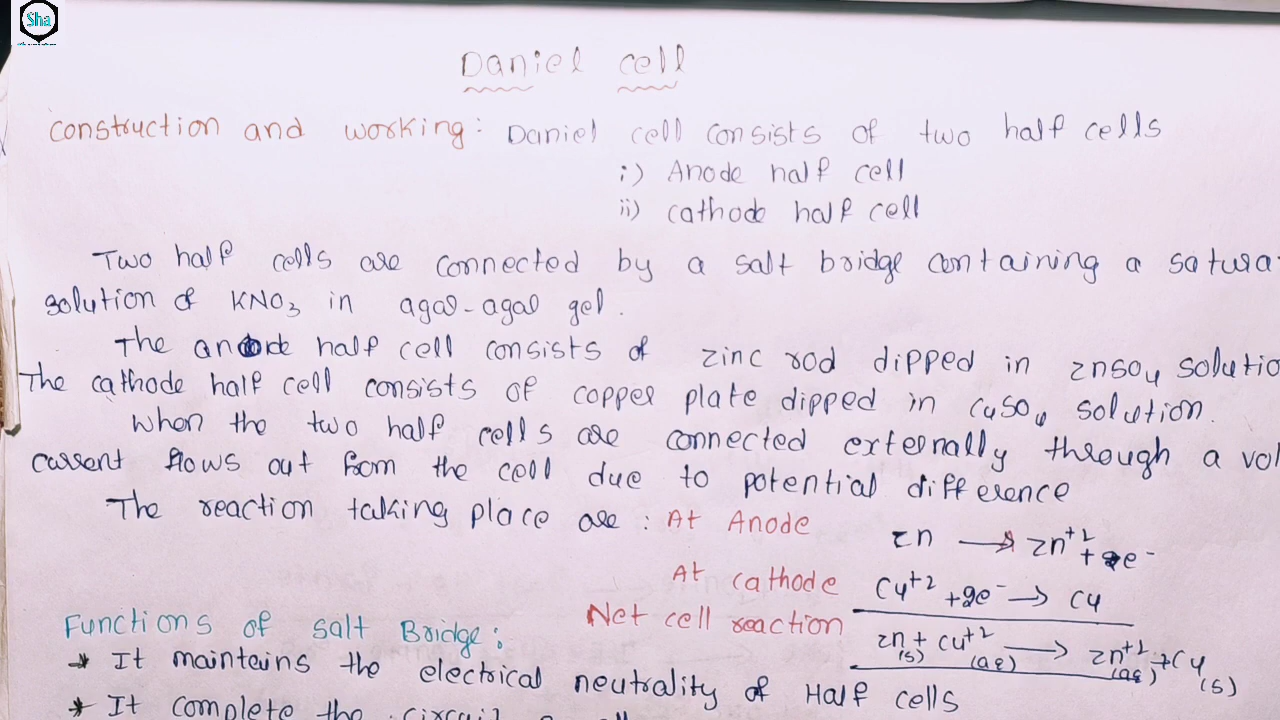 Sha
Daniel cell
construction and working: Daniel cell consists of two half cells
i) Anode half cell
ii) cathode half cell
Two half cells are connected by a salt bridge containing a satura
solution of KNO3 in agar-agar gel.
The anode half cell consists of zinc rod dipped in znso4 solutio
The cathode half cell consists of copper plate dipped in cuso4 solution.
when the two half cells are connected externally through a vol
current flows out from the cell due to potential difference
The reaction taking place are: At Anode zn → zn+2 + 2e-
At cathode cu+2 + 2e- → cu
Net cell reaction zn(s) + cu+2(aq) → zn+2(aq) + cu(s)
Functions of salt Bridge:
→ It maintains the electrical neutrality of Half cells
→ It complete the circuit